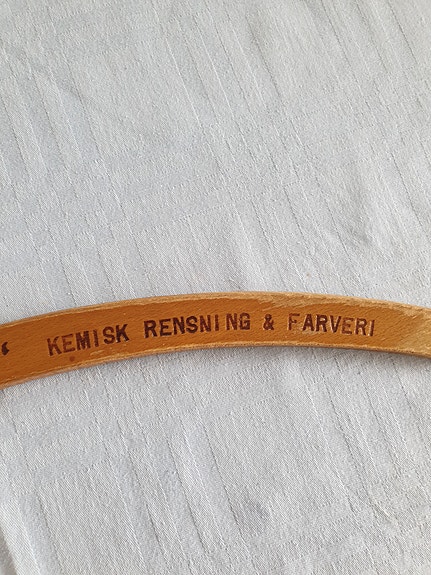 KEMISK RENSNING & FARVERI